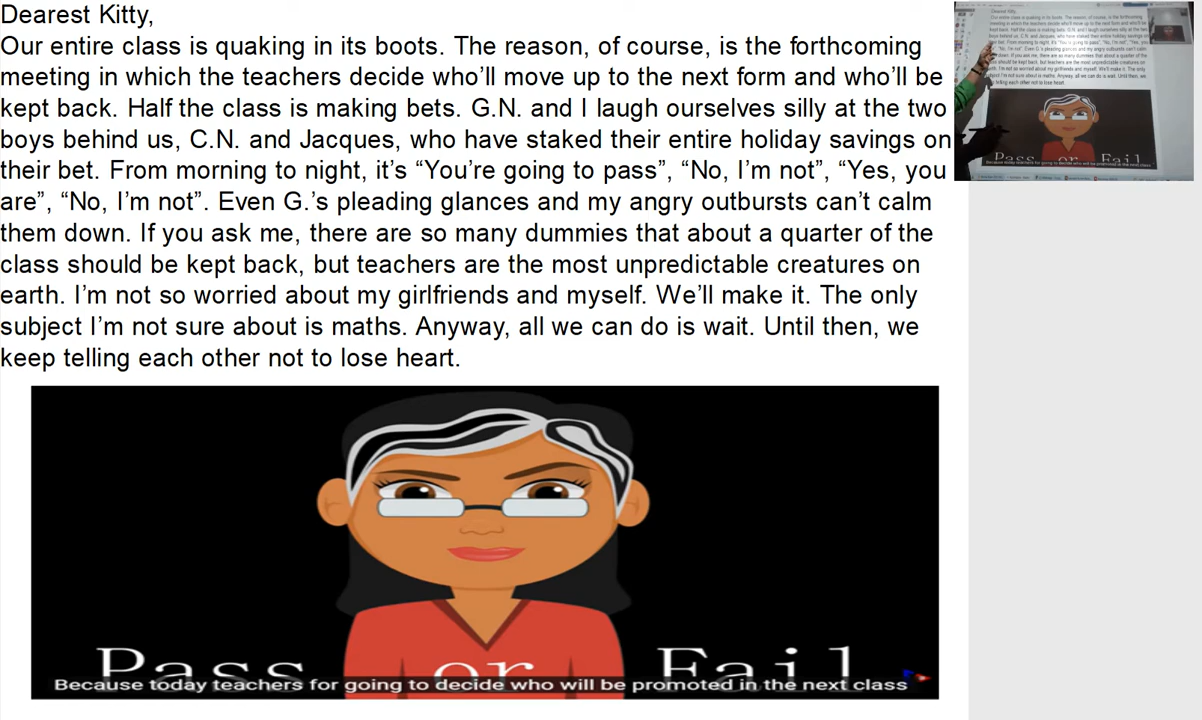 Dearest Kitty,
Our entire class is quaking in its boots. The reason, of course, is the forthcoming
meeting in which the teachers decide who’ll move up to the next form and who’ll be
kept back. Half the class is making bets. G.N. and I laugh ourselves silly at the two
boys behind us, C.N. and Jacques, who have staked their entire holiday savings on
their bet. From morning to night, it’s “You’re going to pass”, “No, I’m not”, “Yes, you
are”, “No, I’m not”. Even G.’s pleading glances and my angry outbursts can’t calm
them down. If you ask me, there are so many dummies that about a quarter of the
class should be kept back, but teachers are the most unpredictable creatures on
earth. I’m not so worried about my girlfriends and myself. We’ll make it. The only
subject I’m not sure about is maths. Anyway, all we can do is wait. Until then, we
keep telling each other not to lose heart.
Pass or Fail
Because today teachers for going to decide who will be promoted in the next class